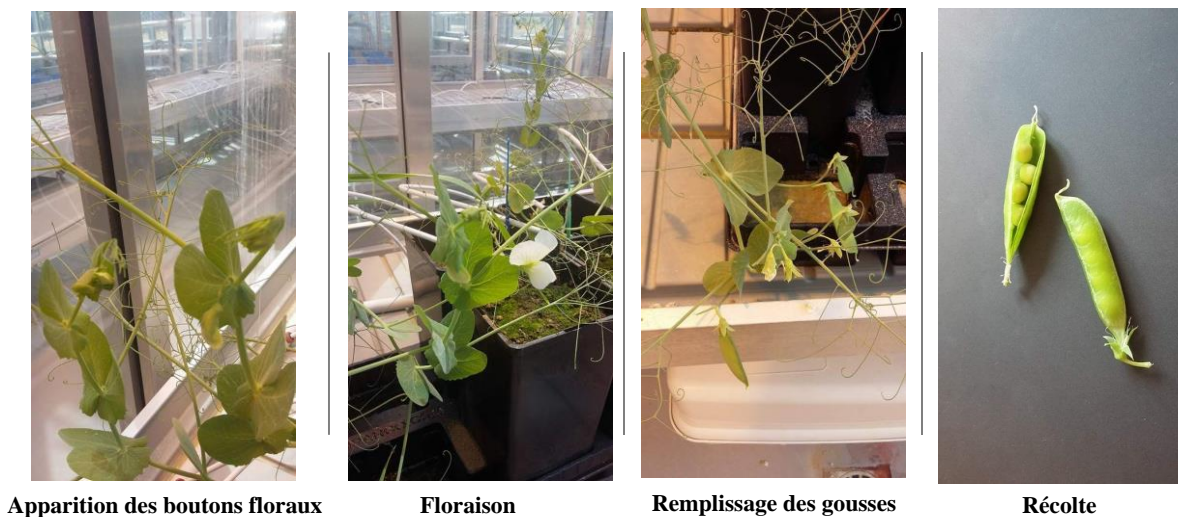 Apparition des boutons floraux
Floraison
Remplissage des gousses
Récolte